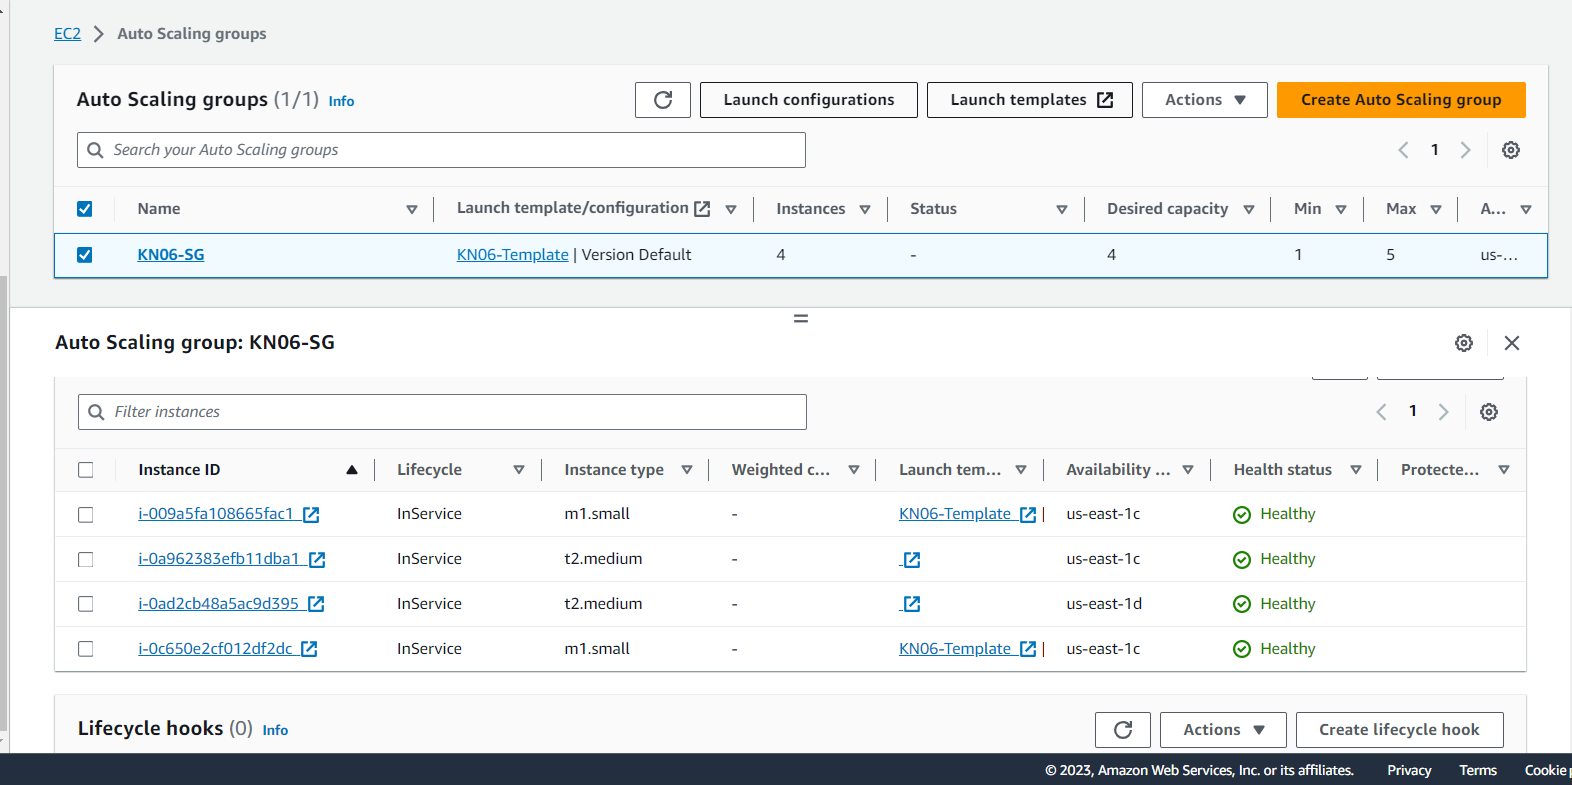 EC2 > Auto Scaling groups
Auto Scaling groups (1/1) Info Launch configurations Launch templates Actions Create Auto Scaling group
Search your Auto Scaling groups 1
Name Launch template/configuration Instances Status Desired capacity Min Max A...
KN06-SG KN06-Template | Version Default 4 - 4 1 5 us-...
Auto Scaling group: KN06-SG
Filter instances 1
Instance ID Lifecycle Instance type Weighted c... Launch tem... Availability ... Health status Protecte...
i-009a5fa108665fac1 InService m1.small - KN06-Template | us-east-1c Healthy
i-0a962383efb11dba1 InService t2.medium - us-east-1c Healthy
i-0ad2cb48a5ac9d395 InService t2.medium - us-east-1d Healthy
i-0c650e2cf012df2dc InService m1.small - KN06-Template | us-east-1c Healthy
Lifecycle hooks (0) Info Actions Create lifecycle hook
© 2023, Amazon Web Services, Inc. or its affiliates. Privacy Terms Cookie